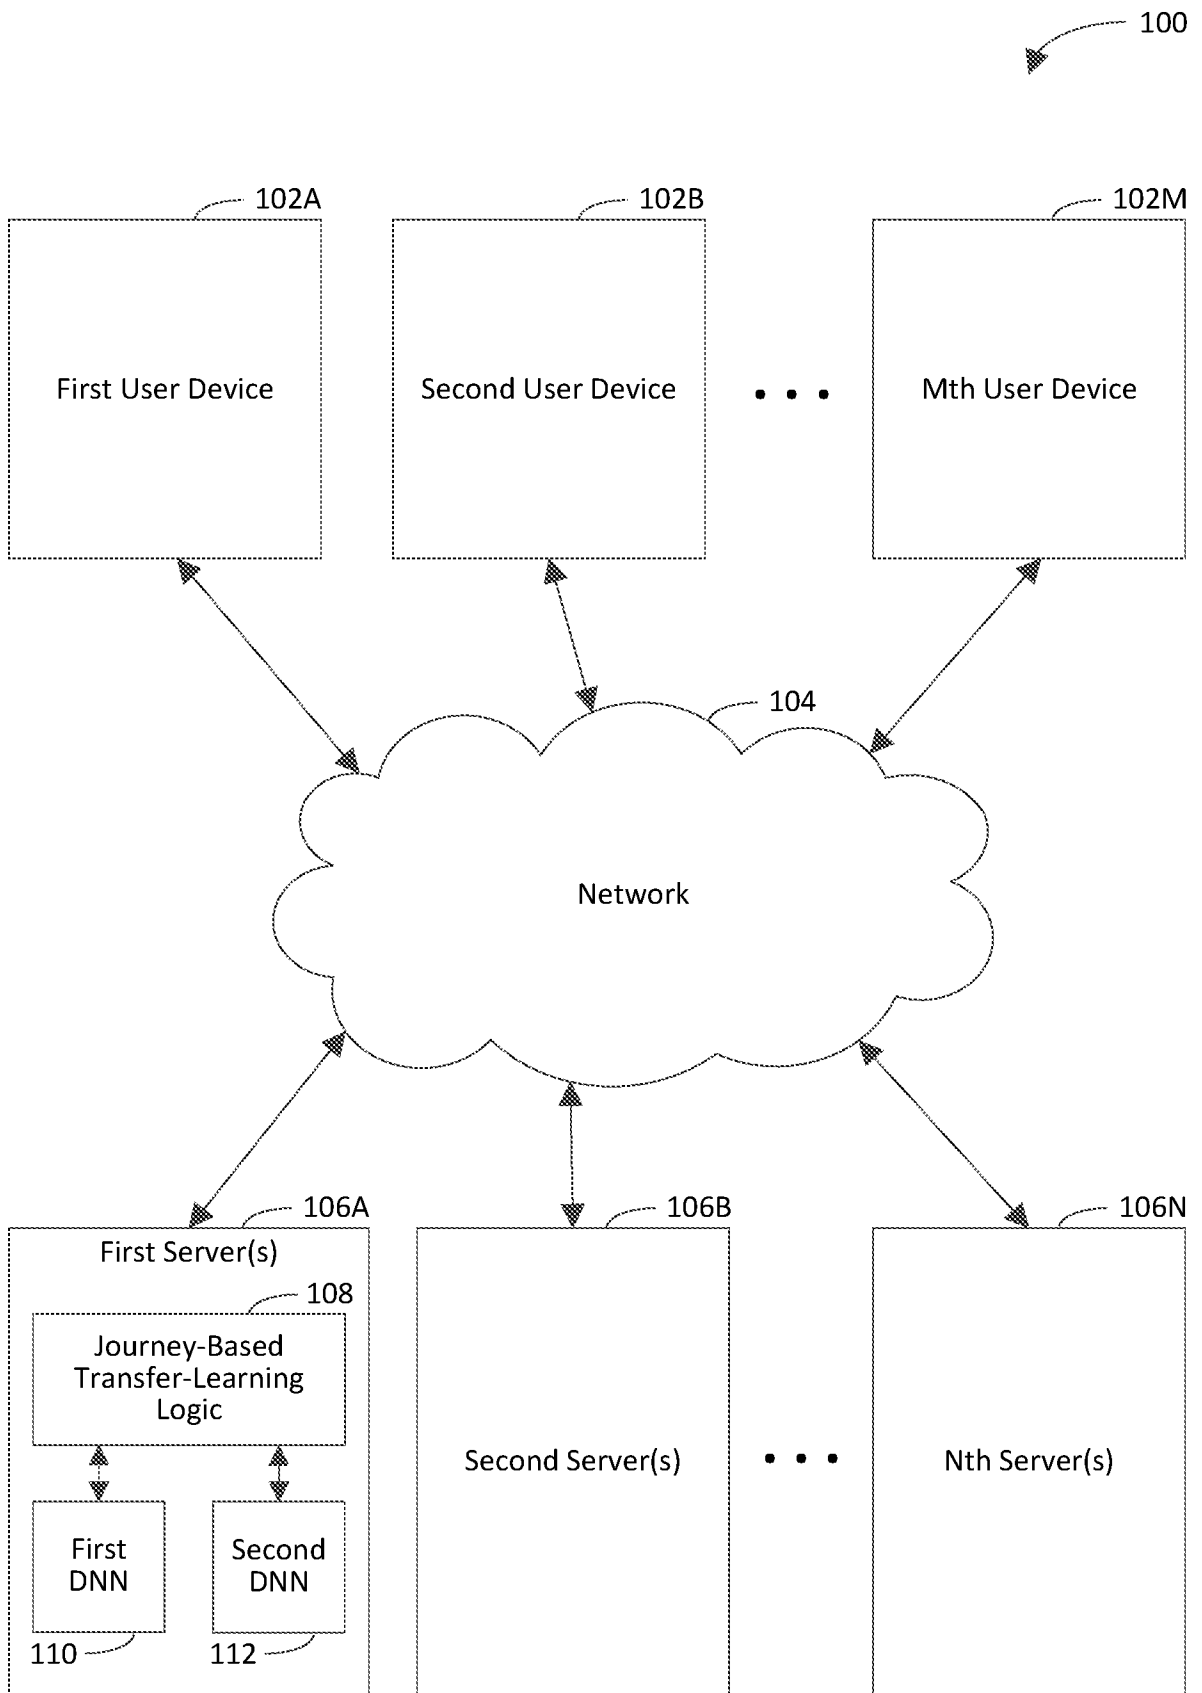 100
102A
102B
102M
First User Device
Second User Device
Mth User Device
104
Network
106A
106B
106N
First Server(s)
108
Journey-Based
Transfer-Learning
Logic
Second Server(s)
Nth Server(s)
First
DNN
Second
DNN
110
112